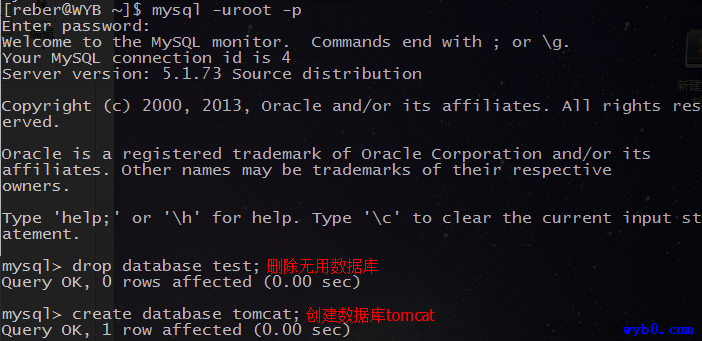 [reber@WYB ~]$ mysql -uroot -p
Enter password:
Welcome to the MySQL monitor.  Commands end with ; or \g.
Your MySQL connection id is 4
Server version: 5.1.73 Source distribution
Copyright (c) 2000, 2013, Oracle and/or its affiliates. All rights res
erved.
Oracle is a registered trademark of Oracle Corporation and/or its
affiliates. Other names may be trademarks of their respective
owners.
Type 'help;' or '\h' for help. Type '\c' to clear the current input st
atement.
mysql> drop database test; 删除无用数据库
Query OK, 0 rows affected (0.00 sec)
mysql> create database tomcat; 创建数据库tomcat
Query OK, 1 row affected (0.00 sec)
wyb0.com
新建